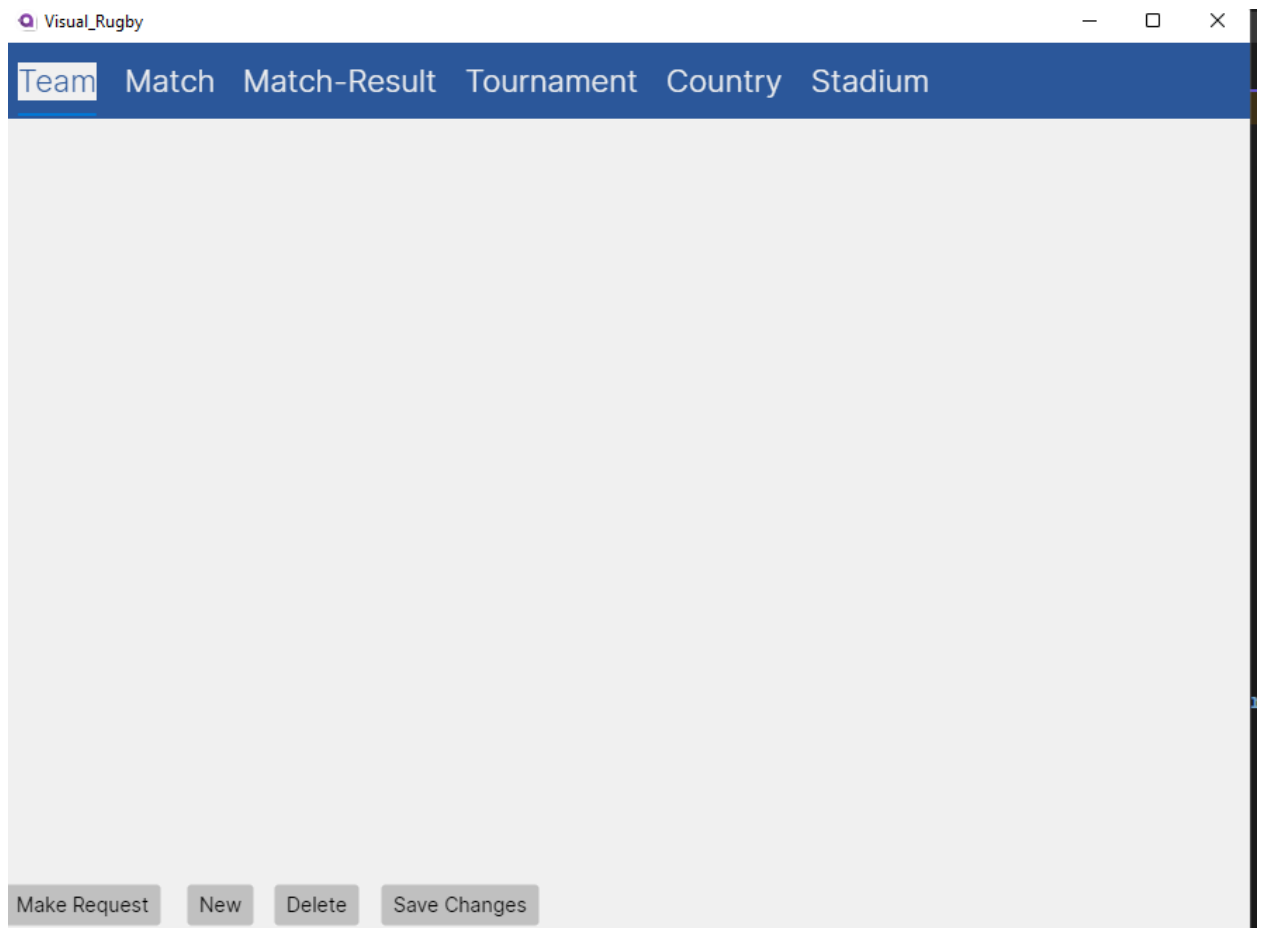 Visual_Rugby
Team Match Match-Result Tournament Country Stadium
Make Request New Delete Save Changes